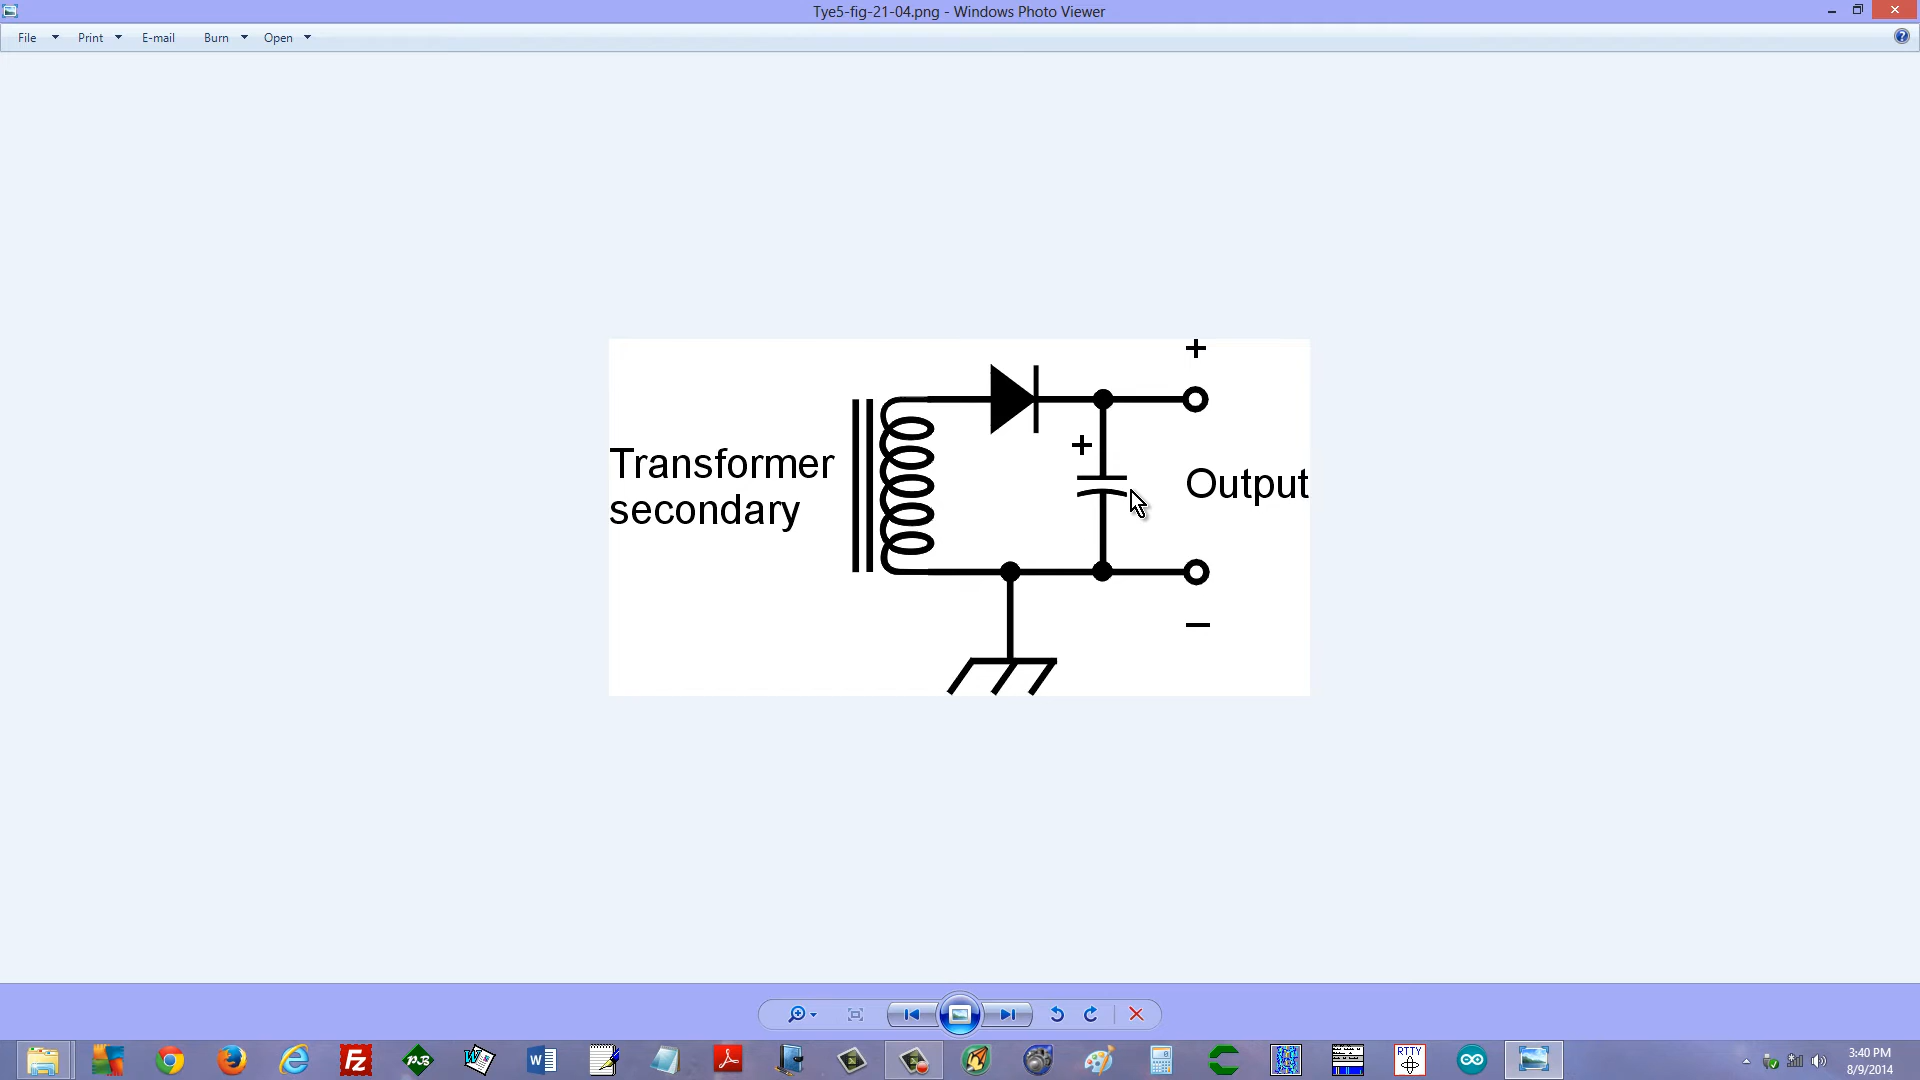 Tye5-fig-21-04.png - Windows Photo Viewer
File Print E-mail Burn Open
+
+
Transformer
secondary
Output
−
RTTY
3:40 PM
8/9/2014